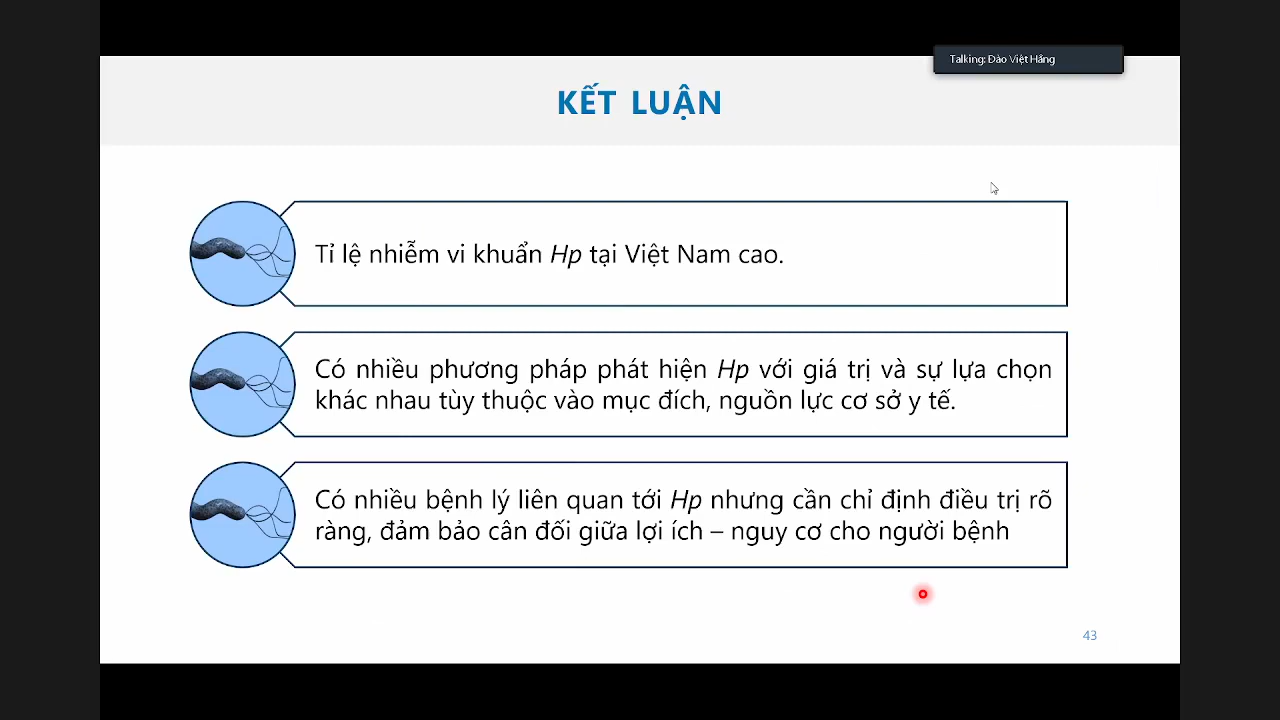 Talking: Đào Việt Hằng
KẾT LUẬN
Tỉ lệ nhiễm vi khuẩn Hp tại Việt Nam cao.
Có nhiều phương pháp phát hiện Hp với giá trị và sự lựa chọn
khác nhau tùy thuộc vào mục đích, nguồn lực cơ sở y tế.
Có nhiều bệnh lý liên quan tới Hp nhưng cần chỉ định điều trị rõ
ràng, đảm bảo cân đối giữa lợi ích – nguy cơ cho người bệnh
43